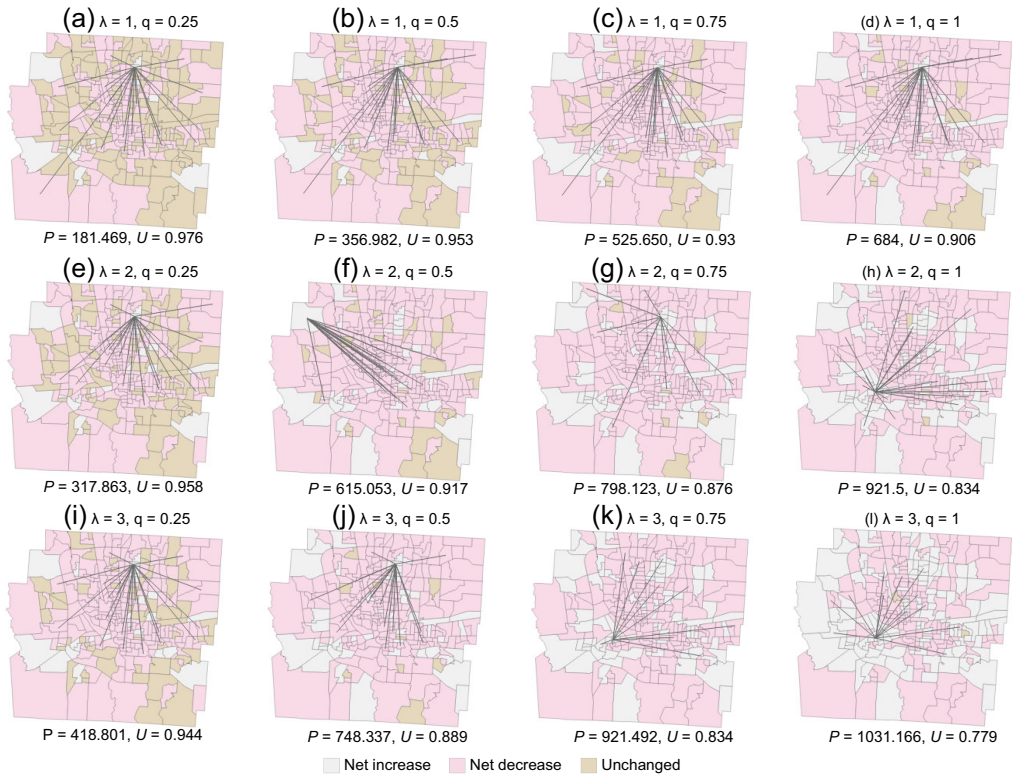 (a) λ = 1, q = 0.25
(b) λ = 1, q = 0.5
(c) λ = 1, q = 0.75
(d) λ = 1, q = 1
P = 181.469, U = 0.976
P = 356.982, U = 0.953
P = 525.650, U = 0.93
P = 684, U = 0.906
(e) λ = 2, q = 0.25
(f) λ = 2, q = 0.5
(g) λ = 2, q = 0.75
(h) λ = 2, q = 1
P = 317.863, U = 0.958
P = 615.053, U = 0.917
P = 798.123, U = 0.876
P = 921.5, U = 0.834
(i) λ = 3, q = 0.25
(j) λ = 3, q = 0.5
(k) λ = 3, q = 0.75
(l) λ = 3, q = 1
P = 418.801, U = 0.944
P = 748.337, U = 0.889
P = 921.492, U = 0.834
P = 1031.166, U = 0.779
Net increase
Net decrease
Unchanged